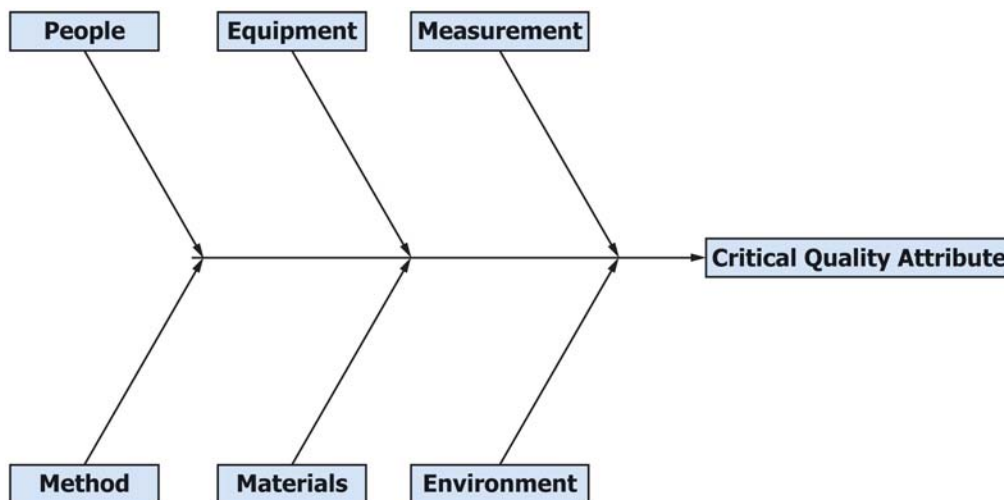 People
Equipment
Measurement
Critical Quality Attribute
Method
Materials
Environment